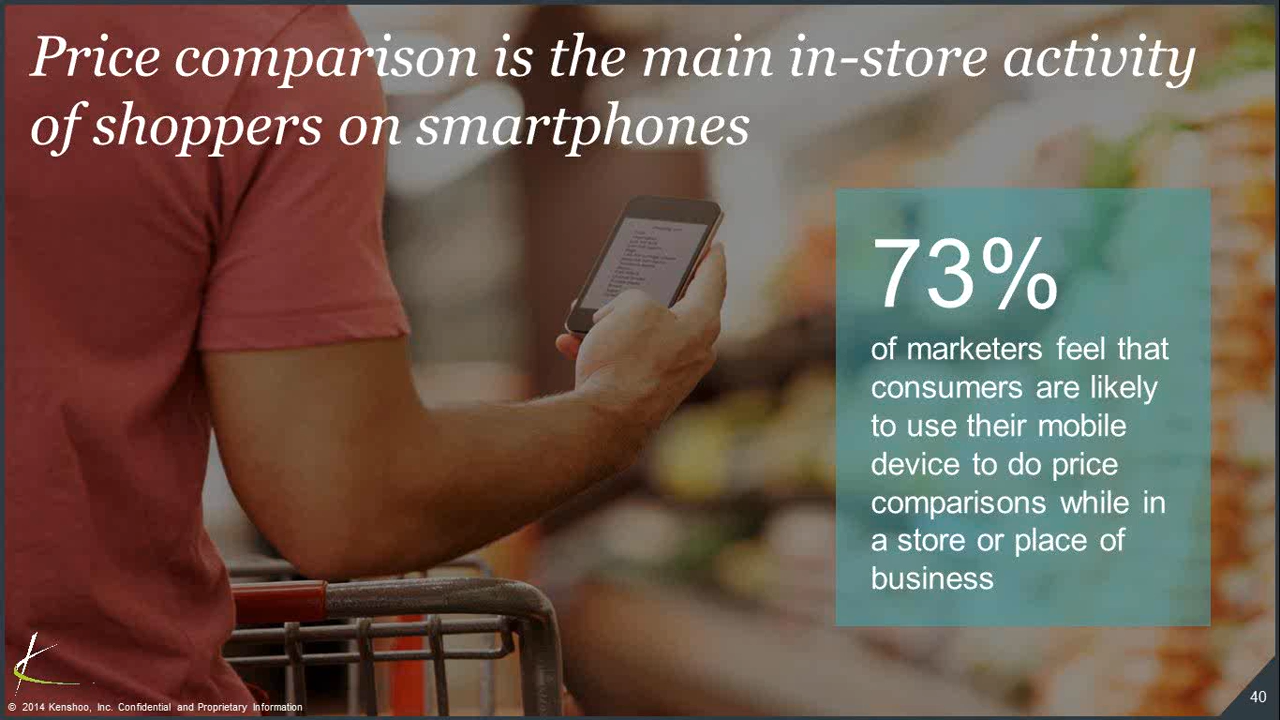 Price comparison is the main in-store activity
of shoppers on smartphones
73%
of marketers feel that
consumers are likely
to use their mobile
device to do price
comparisons while in
a store or place of
business
© 2014 Kenshoo, Inc. Confidential and Proprietary Information
40